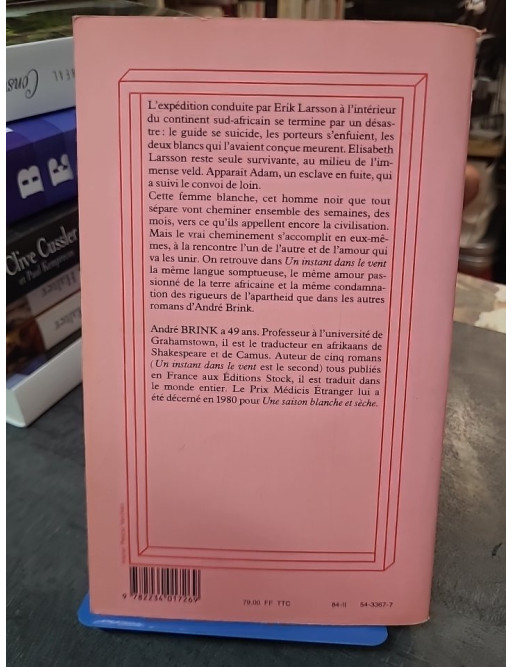 L'expédition conduite par Erik Larsson à l'intérieur
du continent sud-africain se termine par un désas-
tre : le guide se suicide, les porteurs s'enfuient, les
deux blancs qui l'avaient conçue meurent. Elisabeth
Larsson reste seule survivante, au milieu de l'im-
mense veld. Apparait Adam, un esclave en fuite, qui
a suivi le convoi de loin.
Cette femme blanche, cet homme noir que tout
sépare vont cheminer ensemble des semaines, des
mois, vers ce qu'ils appellent encore la civilisation.
Mais le vrai cheminement s'accomplit en eux-mê-
mes, à la rencontre l'un de l'autre et de l'amour qui
va les unir. On retrouve dans Un instant dans le vent
la même langue somptueuse, le même amour pas-
sionné de la terre africaine et la même condamna-
tion des rigueurs de l'apartheid que dans les autres
romans d'André Brink.
André BRINK a 49 ans. Professeur à l'université de
Grahamstown, il est le traducteur en afrikaans de
Shakespeare et de Camus. Auteur de cinq romans
(Un instant dans le vent est le second) tous publiés
en France aux Éditions Stock, il est traduit dans
le monde entier. Le Prix Médicis Etranger lui a
été décerné en 1980 pour Une saison blanche et sèche.
9 782234 017269
79,00 FF TTC
84-II
54-3367-7
Clive Cussler